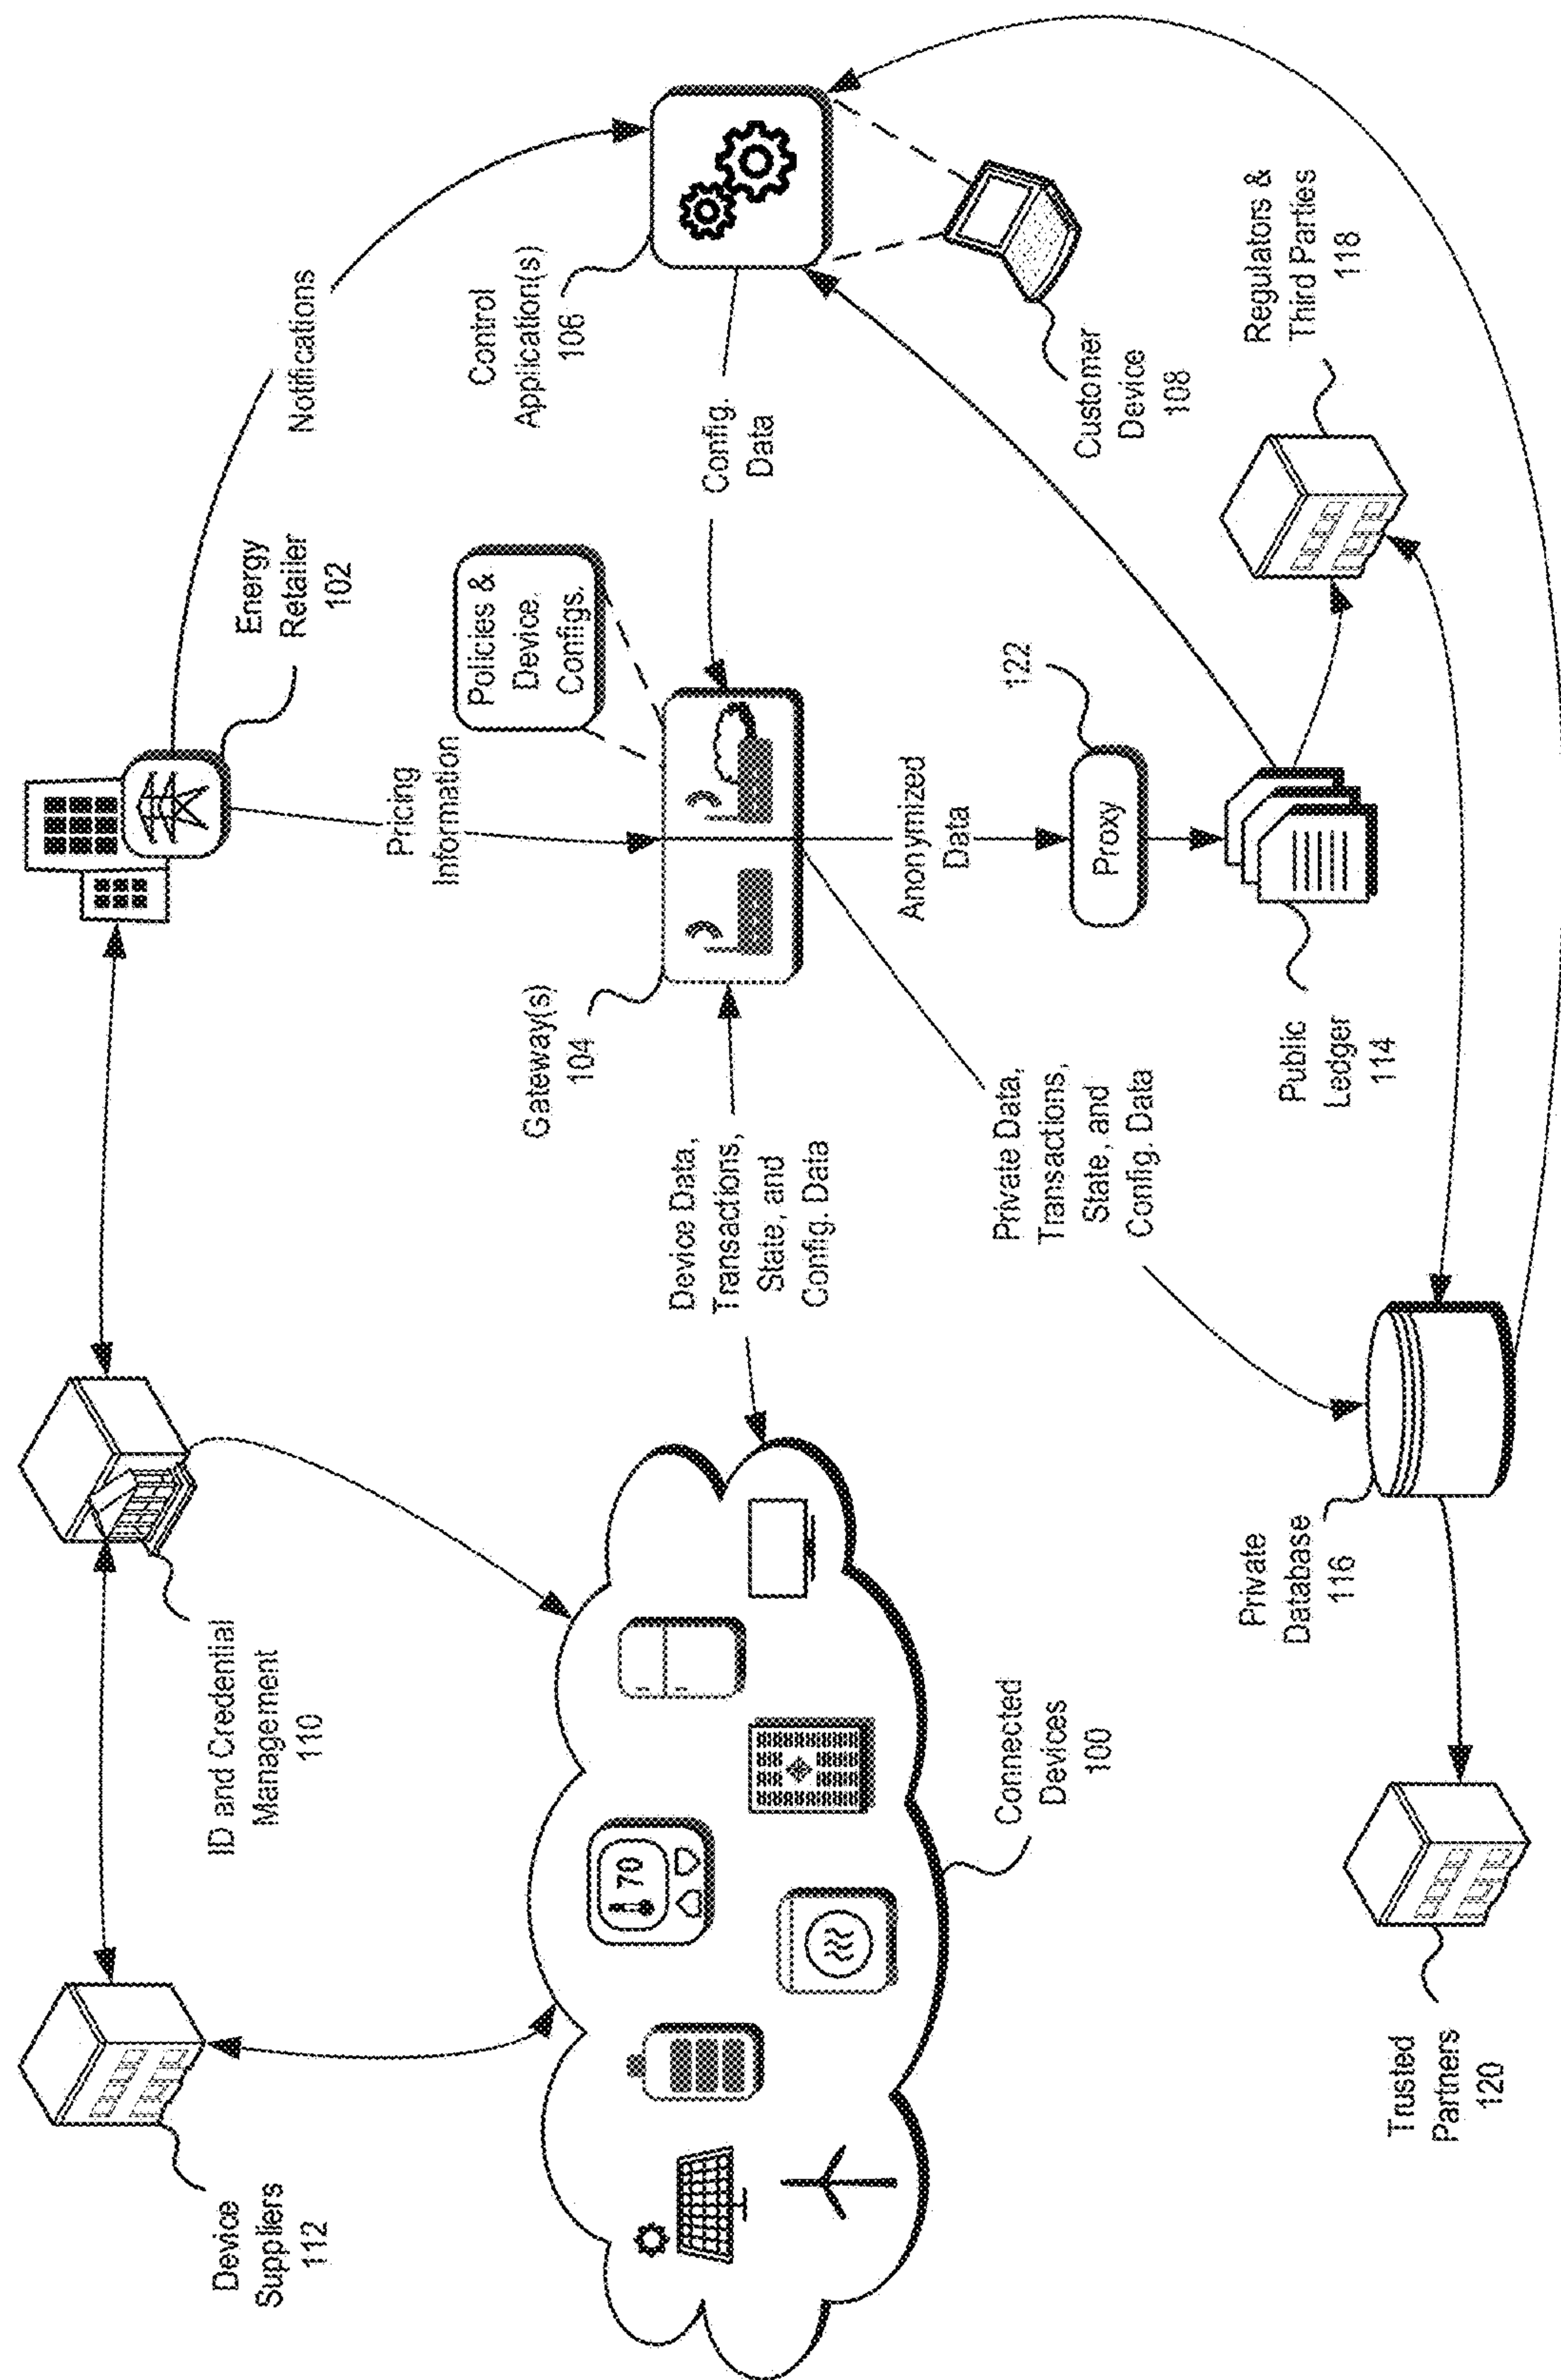 Device
Suppliers
112
ID and Credential
Management
110
Energy
Retailer
102
Notifications
Pricing
Information
Policies &
Device
Configs.
Control
Application(s)
106
Gateway(s)
104
Config.
Data
Device Data,
Transactions,
State, and
Config. Data
70
Connected
Devices
100
Anonymized
Data
Private Data,
Transactions,
State, and
Config. Data
Proxy
122
Customer
Device
108
Public
Ledger
114
Regulators &
Third Parties
118
Private
Database
116
Trusted
Partners
120